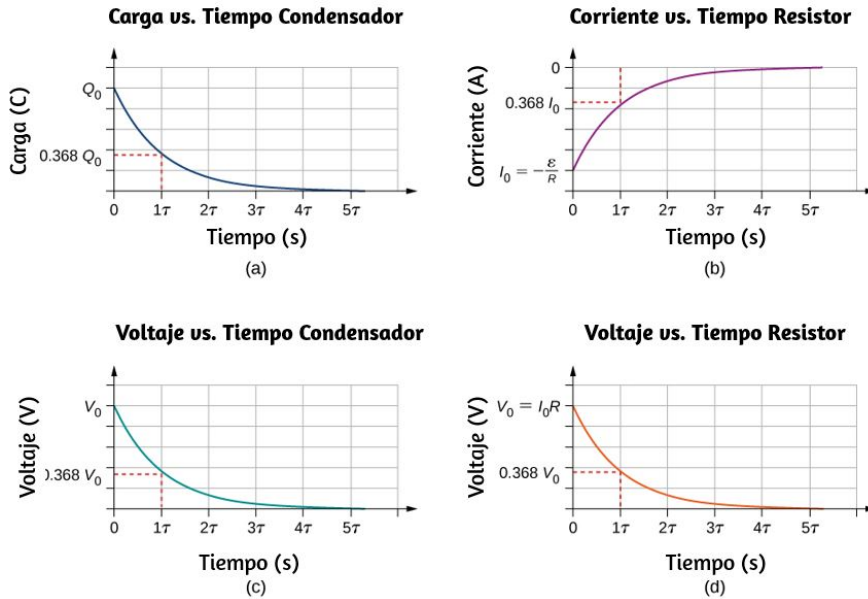 Carga vs. Tiempo Condensador
Carga (C)
Q₀
0.368 Q₀
0 1τ 2τ 3τ 4τ 5τ
Tiempo (s)
(a)
Corriente vs. Tiempo Resistor
Corriente (A)
0
0.368 I₀
I₀ = −ε/R
0 1τ 2τ 3τ 4τ 5τ
Tiempo (s)
(b)
Voltaje vs. Tiempo Condensador
Voltaje (V)
V₀
).368 V₀
0 1τ 2τ 3τ 4τ 5τ
Tiempo (s)
(c)
Voltaje vs. Tiempo Resistor
Voltaje (V)
V₀ = I₀R
0.368 V₀
0 1τ 2τ 3τ 4τ 5τ
Tiempo (s)
(d)